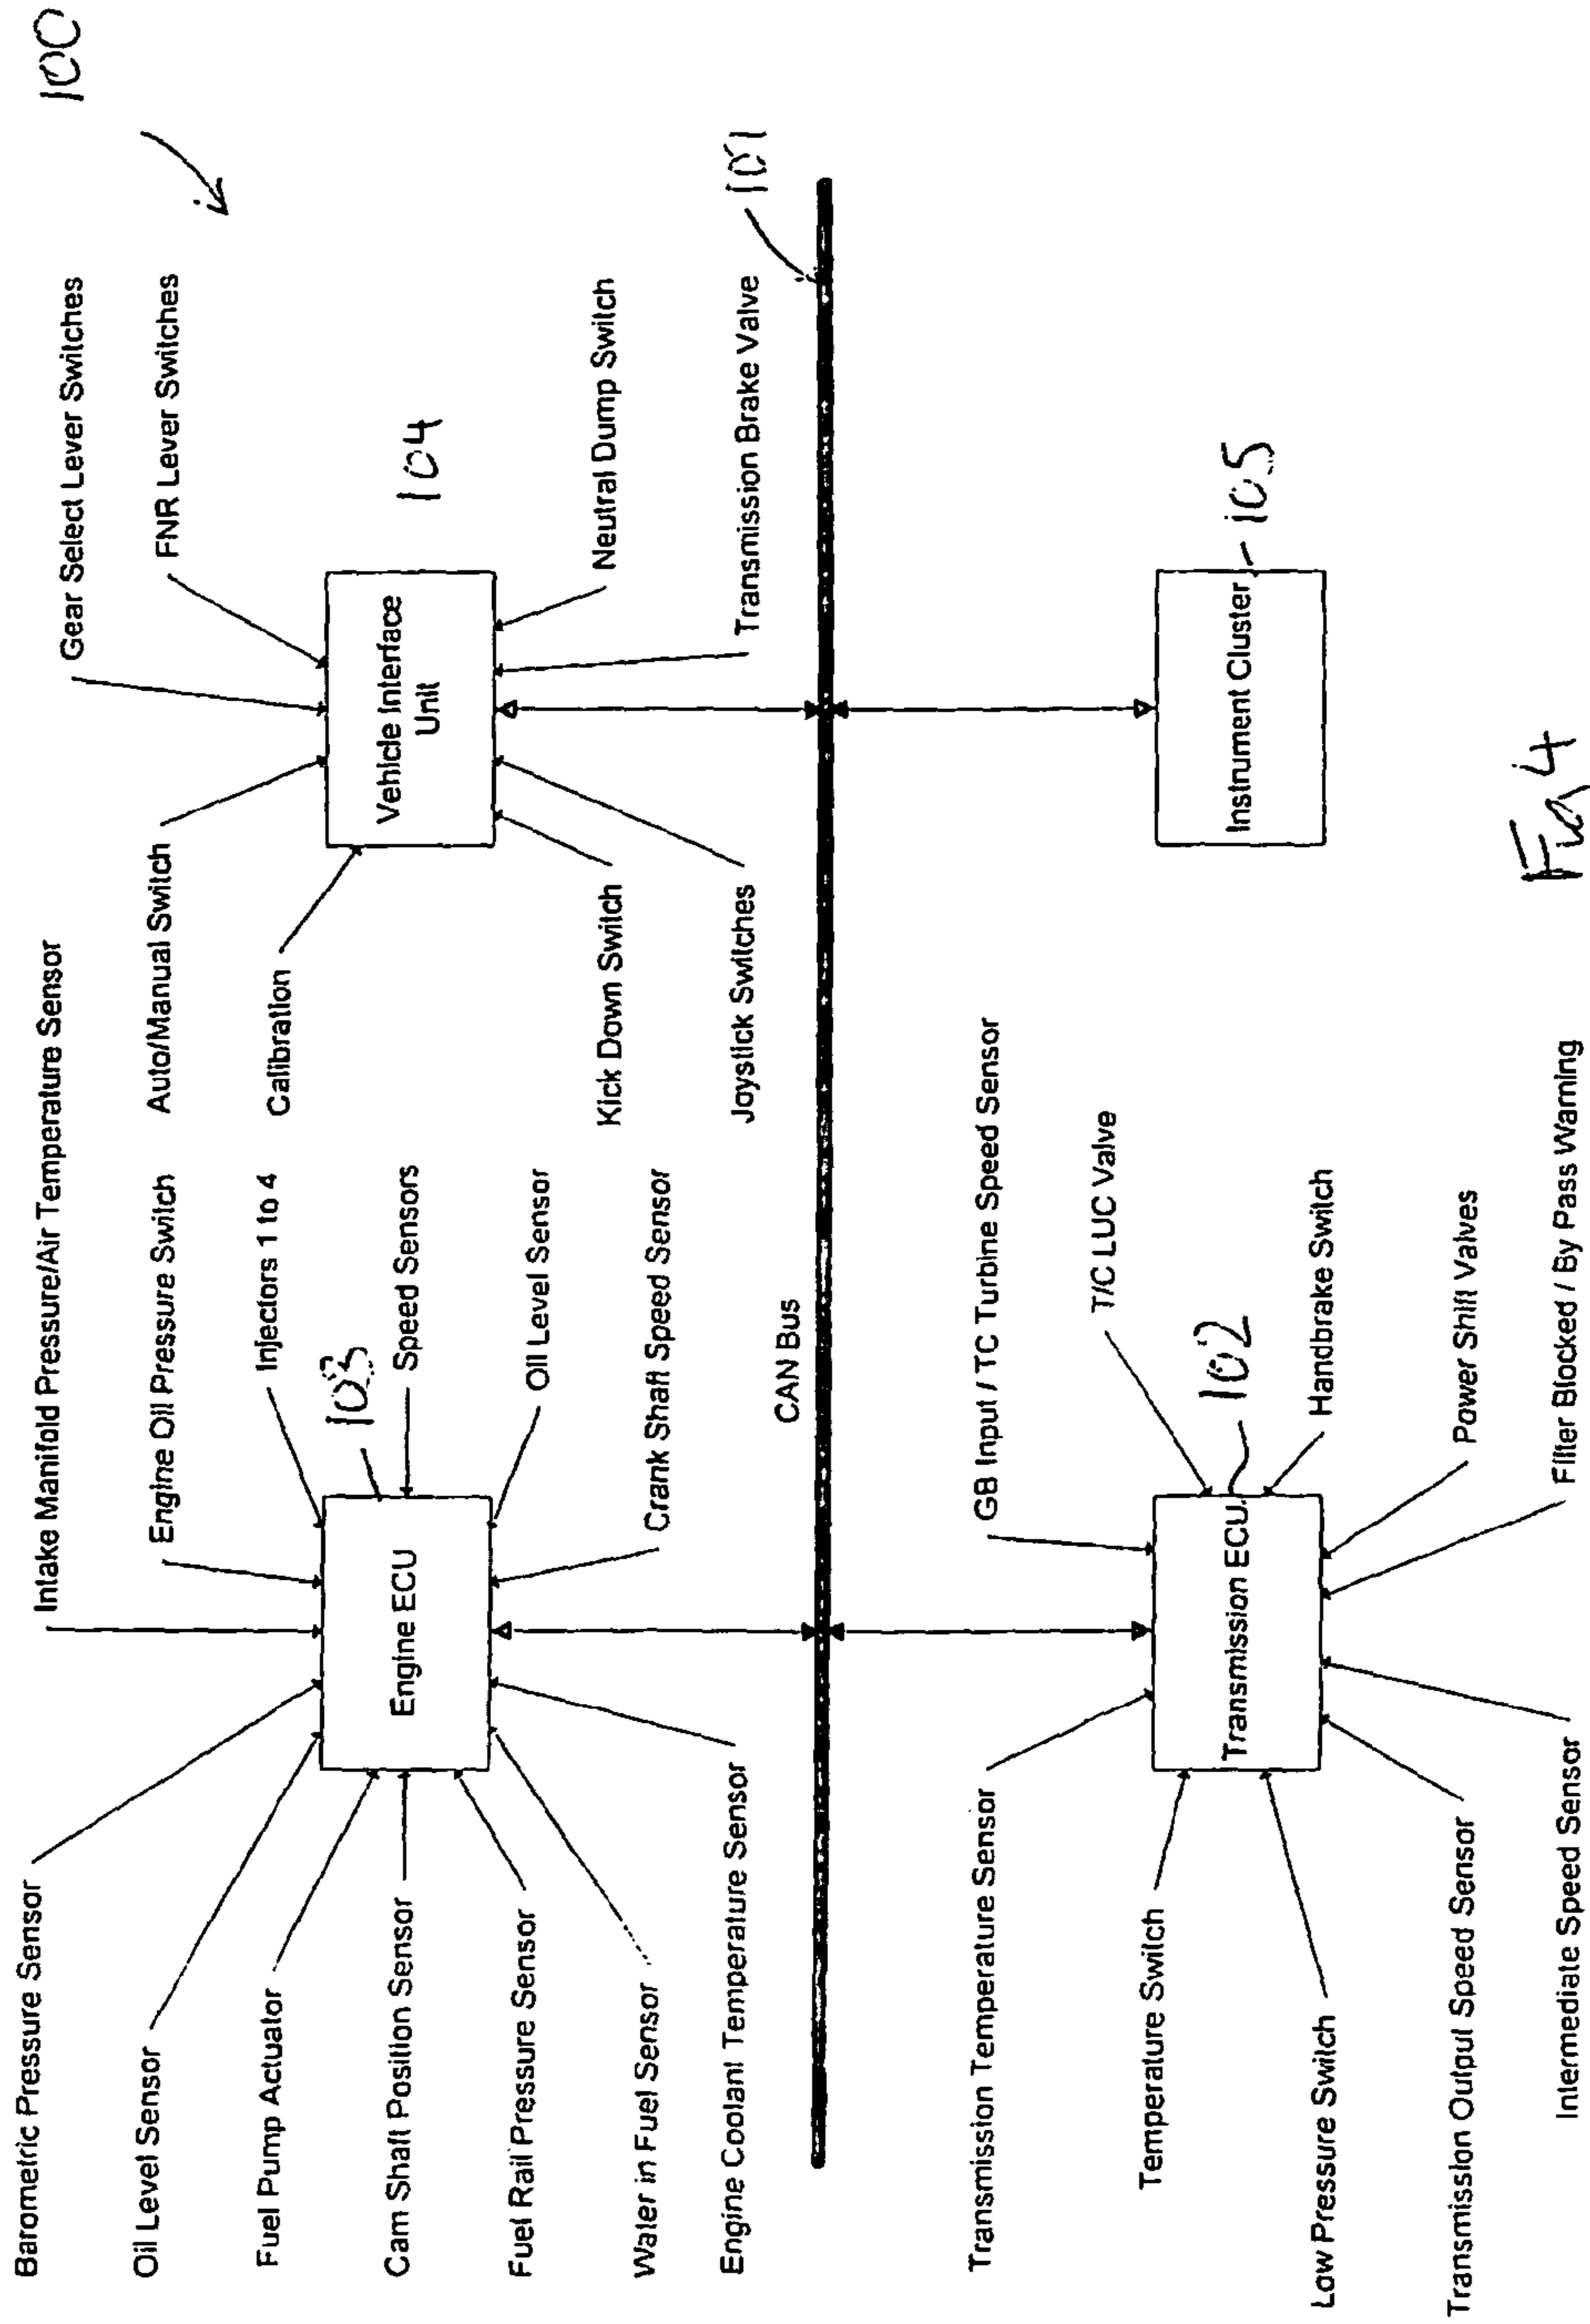 100
Intake Manifold Pressure/Air Temperature Sensor
Barometric Pressure Sensor
Gear Select Lever Switches
Oil Level Sensor
Engine Oil Pressure Switch
Auto/Manual Switch
FNR Lever Switches
Fuel Pump Actuator
Injectors 1 to 4
Calibration
103
Cam Shaft Position Sensor
Engine ECU
Speed Sensors
Vehicle Interface
Unit
104
Fuel Rail Pressure Sensor
Oil Level Sensor
Water in Fuel Sensor
Crank Shaft Speed Sensor
Kick Down Switch
Neutral Dump Switch
Engine Coolant Temperature Sensor
Joystick Switches
Transmission Brake Valve
CAN Bus
101
Transmission Temperature Sensor
GB Input / TC Turbine Speed Sensor
T/C LUC Valve
Temperature Switch
Transmission ECU
102
Instrument Cluster
105
Low Pressure Switch
Handbrake Switch
Transmission Output Speed Sensor
Power Shift Valves
Intermediate Speed Sensor
Filter Blocked / By Pass Warning
Fig 4